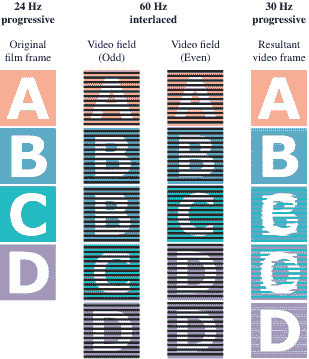 24 Hz
progressive
60 Hz
interlaced
30 Hz
progressive
Original
film frame
Video field
(Odd)
Video field
(Even)
Resultant
video frame
A A A A
B B B B
C B C
D C D
D D D